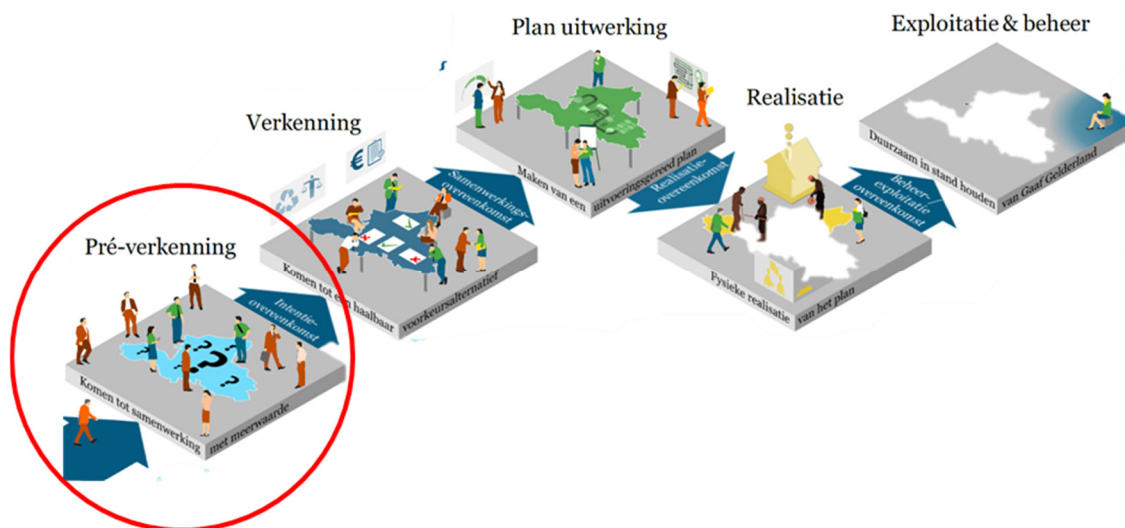 Pré-verkenning
Intentie-
overeenkomst
Komen tot samenwerking
met meerwaarde
Verkenning
€
Samenwerkings-
overeenkomst
Komen tot een haalbaar
voorkeursalternatief
Plan uitwerking
Realisatie-
overeenkomst
Maken van een
uitvoeringsgereed plan
Realisatie
Beheer-
exploitatie
overeenkomst
Fysieke realisatie
van het plan
Exploitatie & beheer
Duurzaam in stand houden
van Gaaf Gelderland
? ? ? ? ? ?